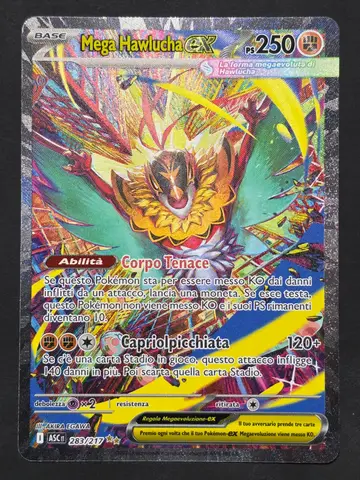 BASE
Mega Hawlucha ex PS 250
La forma megaevoluta di
Hawlucha
Abilità Corpo Tenace
Se questo Pokémon sta per essere messo KO dai danni
inflitti da un attacco, lancia una moneta. Se esce testa,
questo Pokémon non viene messo KO e i suoi PS rimanenti
diventano 10.
Capriolpicchiata 120+
Se c'è una carta Stadio in gioco, questo attacco infligge
140 danni in più. Poi scarta quella carta Stadio.
debolezza ×2 resistenza ritirata
Ill. AKIRA EGAWA
I ASC IT 283/217
Regola Megaevoluzione-ex
Il tuo avversario prende tre carte
Premio ogni volta che il tuo Pokémon-ex Megaevoluzione viene messo KO.